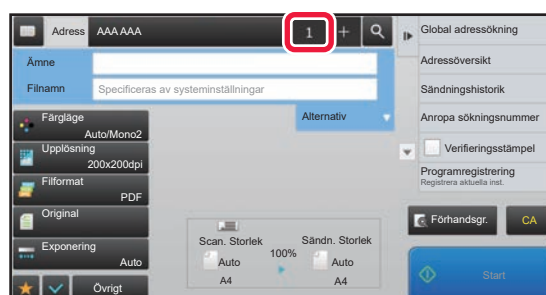 Adress AAA AAA 1 +
Ämne
Filnamn Specificeras av systeminställningar
Alternativ
Färgläge
Auto/Mono2
Upplösning
200x200dpi
Filformat
PDF
Original
Exponering
Auto
Övrigt
Scan. Storlek
Auto
A4
100%
Sändn. Storlek
Auto
A4
Global adressökning
Adressöversikt
Sändningshistorik
Anropa sökningsnummer
Verifieringsstämpel
Programregistrering
Registrera aktuella inst.
Förhandsgr.
CA
Start